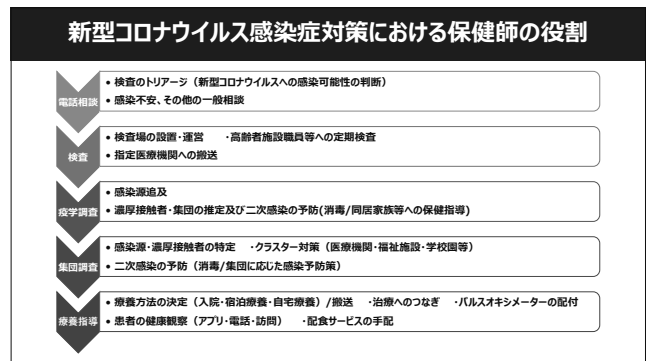 新型コロナウイルス感染症対策における保健師の役割
電話相談
• 検査のトリアージ（新型コロナウイルスへの感染可能性の判断）
• 感染不安、その他の一般相談
検査
• 検査場の設置・運営　・高齢者施設職員等への定期検査
• 指定医療機関への搬送
疫学調査
• 感染源追及
• 濃厚接触者・集団の推定及び二次感染の予防(消毒/同居家族等への保健指導)
集団調査
• 感染源・濃厚接触者の特定　・クラスター対策（医療機関・福祉施設・学校園等）
• 二次感染の予防（消毒/集団に応じた感染予防策）
療養指導
• 療養方法の決定（入院・宿泊療養・自宅療養）/搬送　・治療へのつなぎ　・パルスオキシメーターの配付
• 患者の健康観察（アプリ・電話・訪問）　・配食サービスの手配